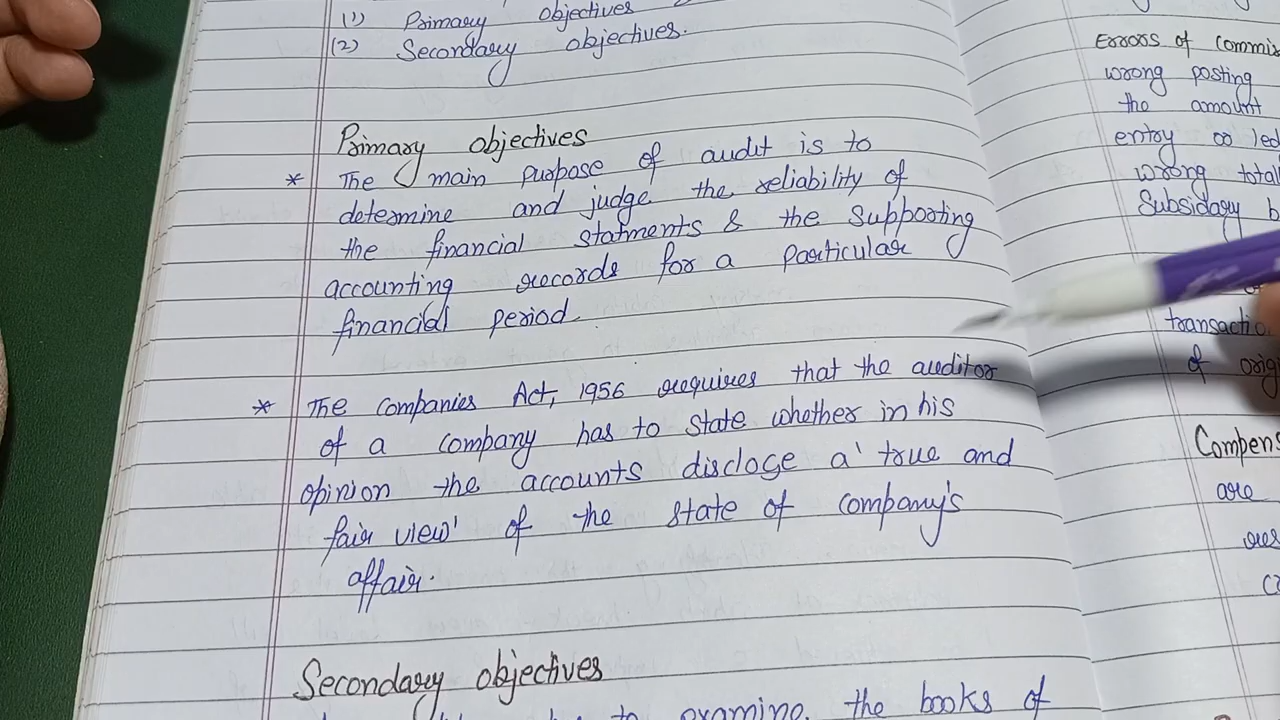 (1) Primary objectives
(2) Secondary objectives.
Primary objectives
* The main purpose of audit is to
determine and judge the reliability of
the financial statments & the supporting
accounting records for a particular
financial period.
* The companies Act, 1956 requires that the auditor
of a company has to state whether in his
opinion the accounts discloge a 'true and
fair view' of the state of company's
affair.
Secondary objectives
to examine the books of
Errors of commis
wrong posting
the amount
entry or led
wrong total
Subsidary b
transactio
of orig
Compens
are